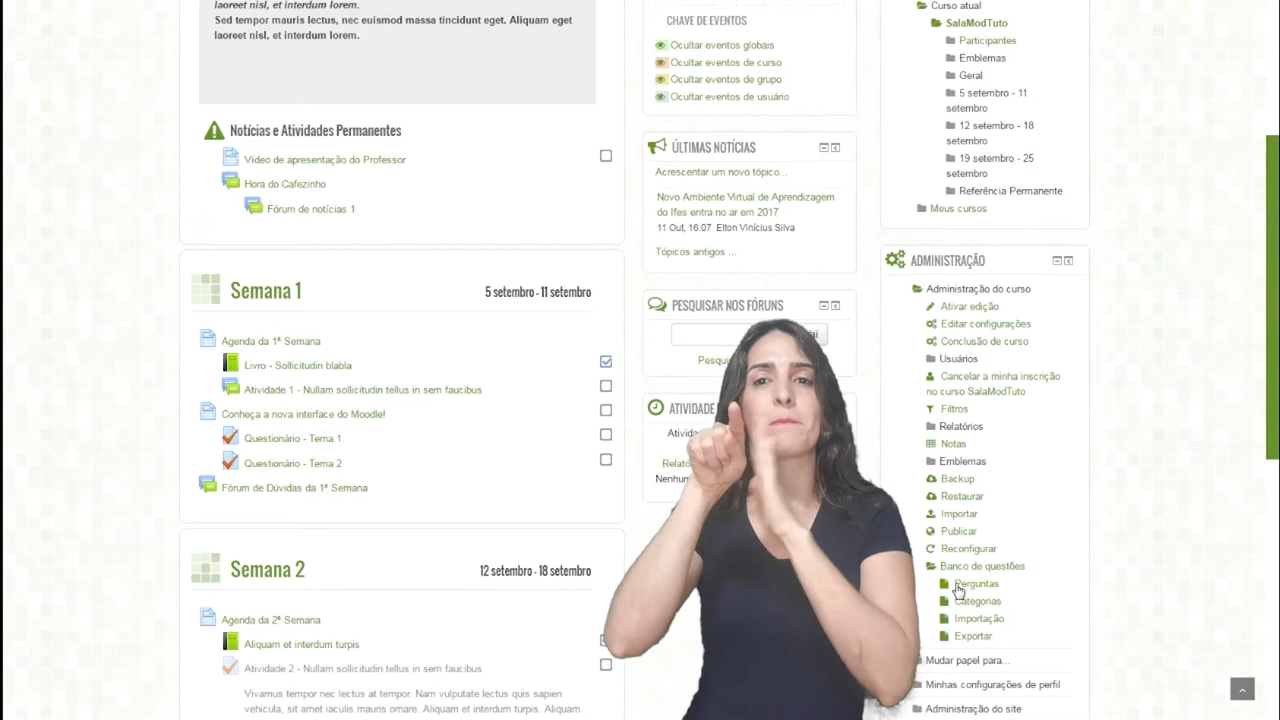 laoreet nisl, et interdum lorem.
Sed tempor mauris lectus, nec euismod massa tincidunt eget. Aliquam eget
laoreet nisl, et interdum lorem.
Notícias e Atividades Permanentes
Vídeo de apresentação do Professor
Hora do Cafezinho
Fórum de notícias 1
Semana 1
5 setembro - 11 setembro
Agenda da 1ª Semana
Livro - Sollicitudin blabla
Atividade 1 - Nullam sollicitudin tellus in sem faucibus
Conheça a nova interface do Moodle!
Questionário - Tema 1
Questionário - Tema 2
Fórum de Dúvidas da 1ª Semana
Semana 2
12 setembro - 18 setembro
Agenda da 2ª Semana
Aliquam et interdum turpis
Atividade 2 - Nullam sollicitudin tellus in sem faucibus
Vivamus tempor nec lectus at tempor. Nam vulputate lectus quis sapien
vehicula, sit amet iaculis mauris ornare. Aliquam et interdum turpis. Aliquam
CHAVE DE EVENTOS
Ocultar eventos globais
Ocultar eventos de curso
Ocultar eventos de grupo
Ocultar eventos de usuário
ÚLTIMAS NOTÍCIAS
Acrescentar um novo tópico...
Novo Ambiente Virtual de Aprendizagem
do Ifes entra no ar em 2017
11 Out, 16:07 Elton Vinícius Silva
Tópicos antigos ...
PESQUISAR NOS FÓRUNS
Curso atual
SalaModTuto
Participantes
Emblemas
Geral
5 setembro - 11
setembro
12 setembro - 18
setembro
19 setembro - 25
setembro
Referência Permanente
Meus cursos
ADMINISTRAÇÃO
Administração do curso
Ativar edição
Editar configurações
Conclusão de curso
Usuários
Cancelar a minha inscrição
no curso SalaModTuto
Filtros
Relatórios
Notas
Emblemas
Backup
Restaurar
Importar
Publicar
Reconfigurar
Banco de questões
Perguntas
Categorias
Importação
Exportar
Mudar papel para...
Minhas configurações de perfil
Administração do site